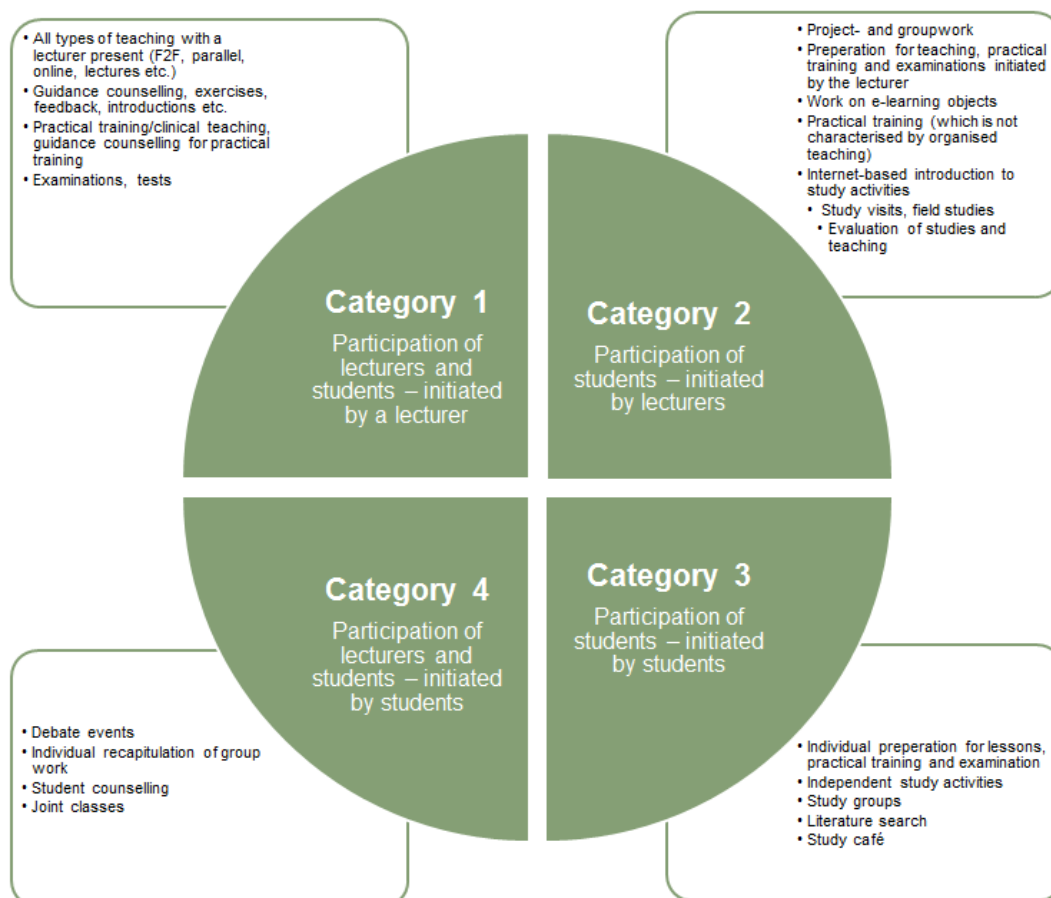 • All types of teaching with a
lecturer present (F2F, parallel,
online, lectures etc.)
• Guidance counselling, exercises,
feedback, introductions etc.
• Practical training/clinical teaching,
guidance counselling for practical
training
• Examinations, tests
• Project- and groupwork
• Preparation for teaching, practical
training and examinations initiated
by the lecturer
• Work on e-learning objects
• Practical training (which is not
characterised by organised
teaching)
• Internet-based introduction to
study activities
• Study visits, field studies
• Evaluation of studies and
teaching
Category 1
Participation of
lecturers and
students – initiated
by a lecturer
Category 2
Participation of
students – initiated
by lecturers
Category 4
Participation of
lecturers and
students – initiated
by students
Category 3
Participation of
students – initiated
by students
• Debate events
• Individual recapitulation of group
work
• Student counselling
• Joint classes
• Individual preparation for lessons,
practical training and examination
• Independent study activities
• Study groups
• Literature search
• Study café